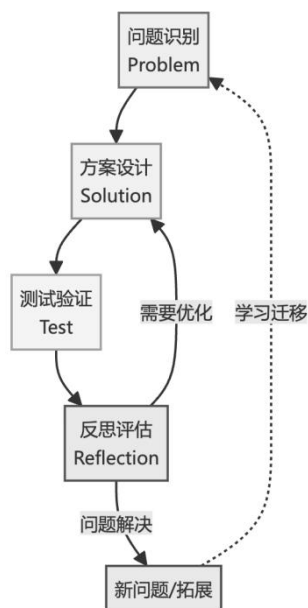 问题识别
Problem
方案设计
Solution
测试验证
Test
需要优化
学习迁移
反思评估
Reflection
问题解决
新问题/拓展